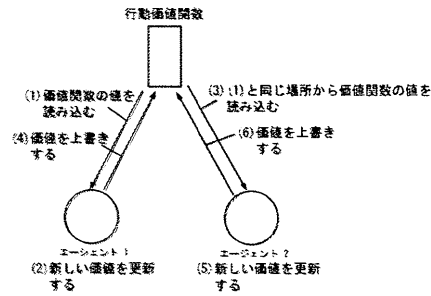 行動価値関数
(1)価値関数の値を
読み込む
(3)(1)と同じ場所から価値関数の値を
読み込む
(4)価値を上書き
する
(6)価値を上書き
する
エージェント1
エージェント2
(2)新しい価値を更新
する
(5)新しい価値を更新
する